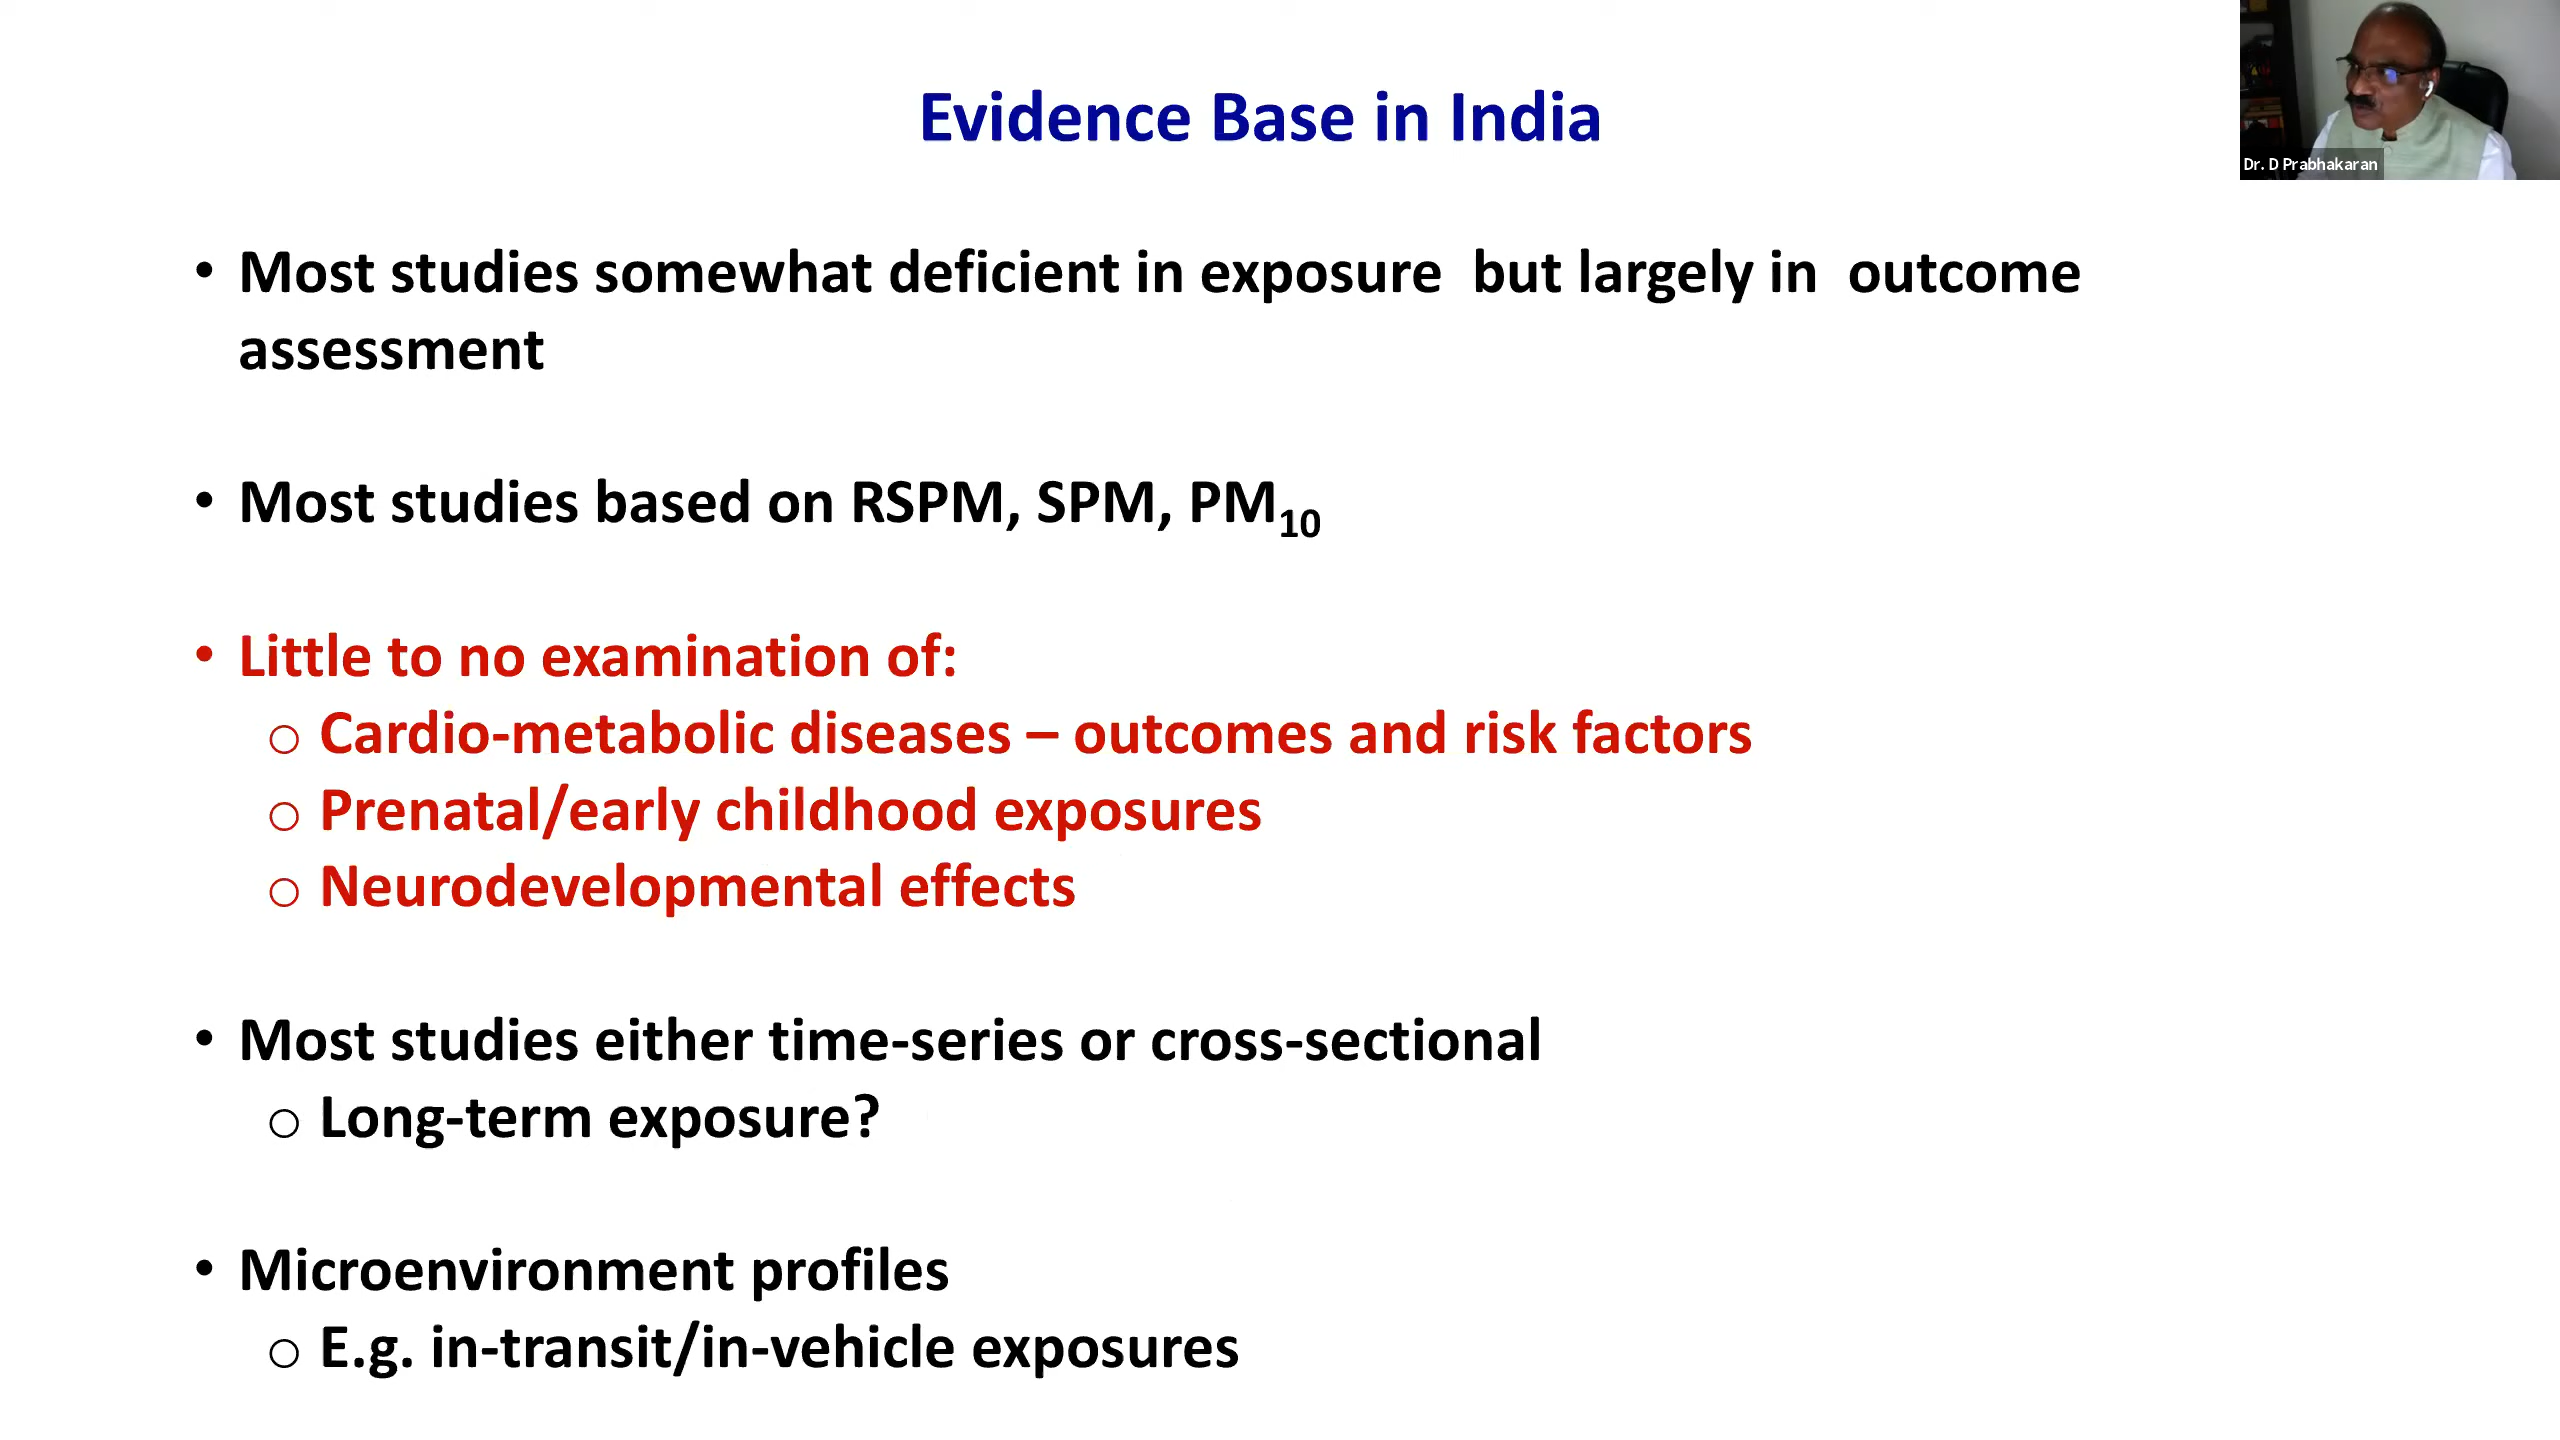 Evidence Base in India
Dr. D Prabhakaran
• Most studies somewhat deficient in exposure  but largely in  outcome
assessment
• Most studies based on RSPM, SPM, PM₁₀
• Little to no examination of:
o Cardio-metabolic diseases – outcomes and risk factors
o Prenatal/early childhood exposures
o Neurodevelopmental effects
• Most studies either time-series or cross-sectional
o Long-term exposure?
• Microenvironment profiles
o E.g. in-transit/in-vehicle exposures